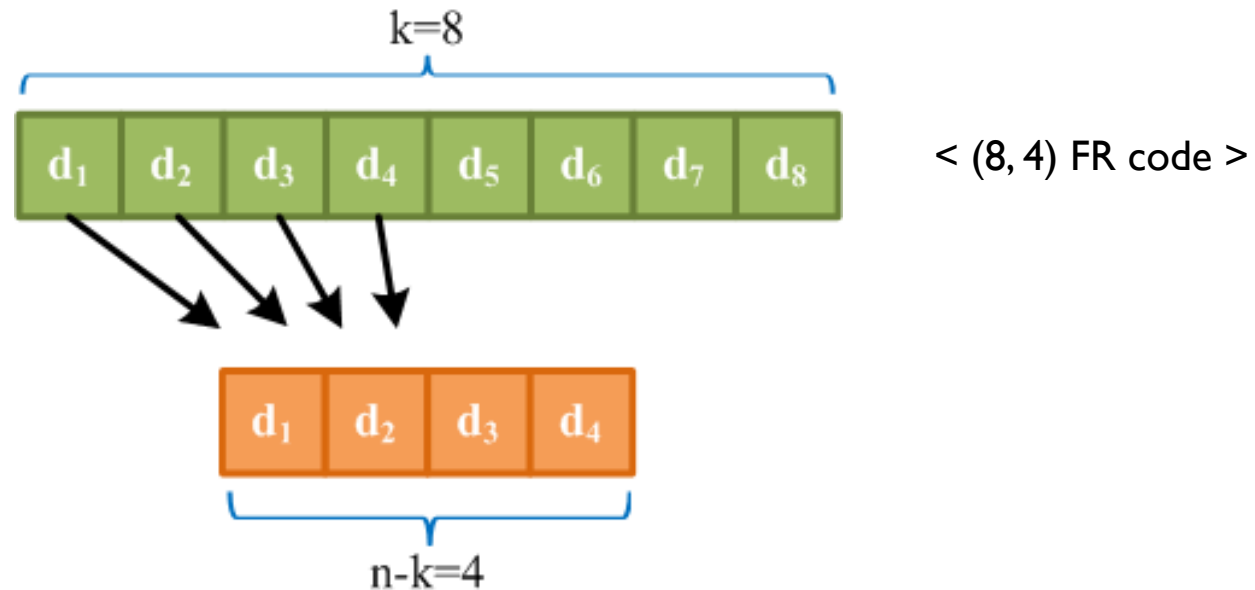 k=8
d₁ d₂ d₃ d₄ d₅ d₆ d₇ d₈
< (8, 4) FR code >
d₁ d₂ d₃ d₄
n-k=4